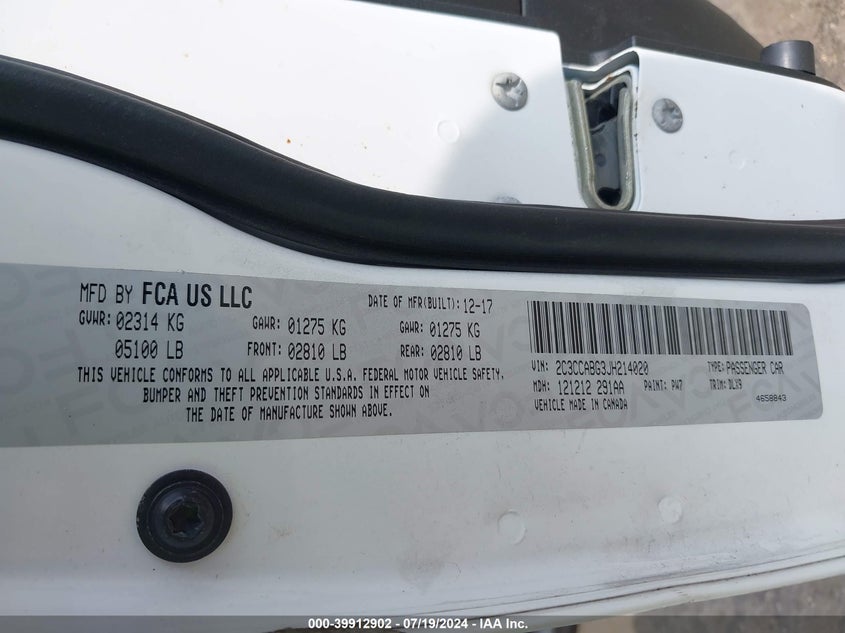 MFD BY FCA US LLC
DATE OF MFR(BUILT): 12-17
GVWR: 02314 KG
GAWR: 01275 KG
GAWR: 01275 KG
05100 LB
FRONT: 02810 LB
REAR: 02810 LB
THIS VEHICLE CONFORMS TO ALL APPLICABLE U.S.A. FEDERAL MOTOR VEHICLE SAFETY,
BUMPER AND THEFT PREVENTION STANDARDS IN EFFECT ON
THE DATE OF MANUFACTURE SHOWN ABOVE.
VIN: 2C3CCABG3JH214020
TYPE: PASSENGER CAR
MDH: 121212 291AA
PAINT: PW7
TRIM: DLX9
VEHICLE MADE IN CANADA
4658843
000-39912902 - 07/19/2024 - IAA Inc.